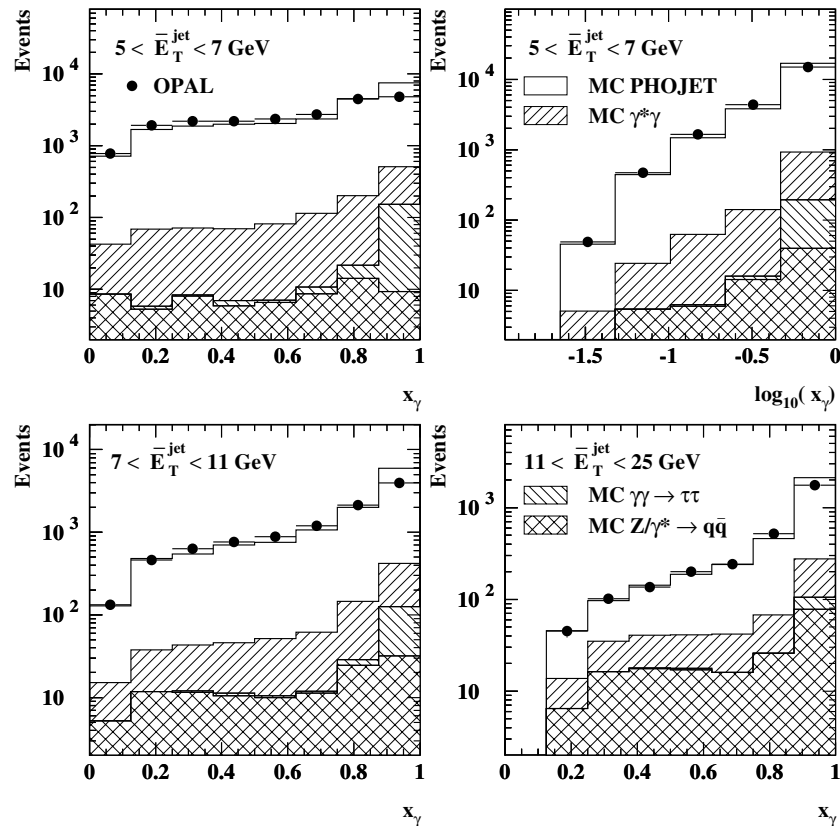 Events
5 < E̅_T^jet < 7 GeV
● OPAL
10^4
10^3
10^2
10
0 0.2 0.4 0.6 0.8 1
x_γ
Events
5 < E̅_T^jet < 7 GeV
MC PHOJET
MC γ*γ
10^4
10^3
10^2
10
-1.5 -1 -0.5 0
log_10( x_γ)
Events
7 < E̅_T^jet < 11 GeV
10^4
10^3
10^2
10
0 0.2 0.4 0.6 0.8 1
x_γ
Events
11 < E̅_T^jet < 25 GeV
MC γγ → ττ
MC Z/γ* → qq̅
10^3
10^2
10
0 0.2 0.4 0.6 0.8 1
x_γ